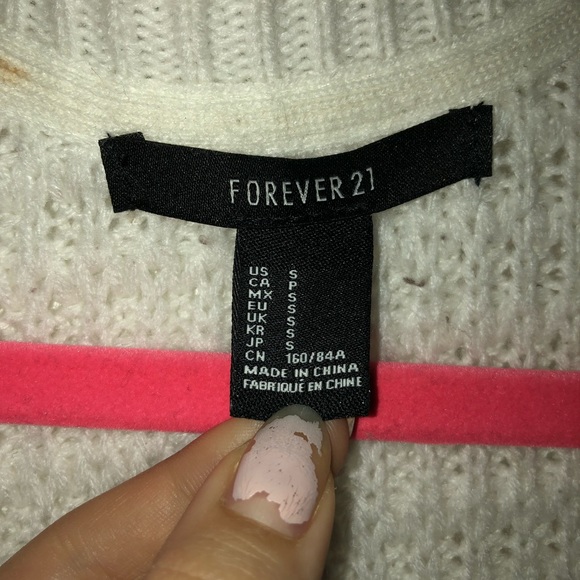 FOREVER 21
US S
CA P
MX S
EU S
UK S
KR S
JP S
CN 160/84A
MADE IN CHINA
FABRIQUÉ EN CHINE